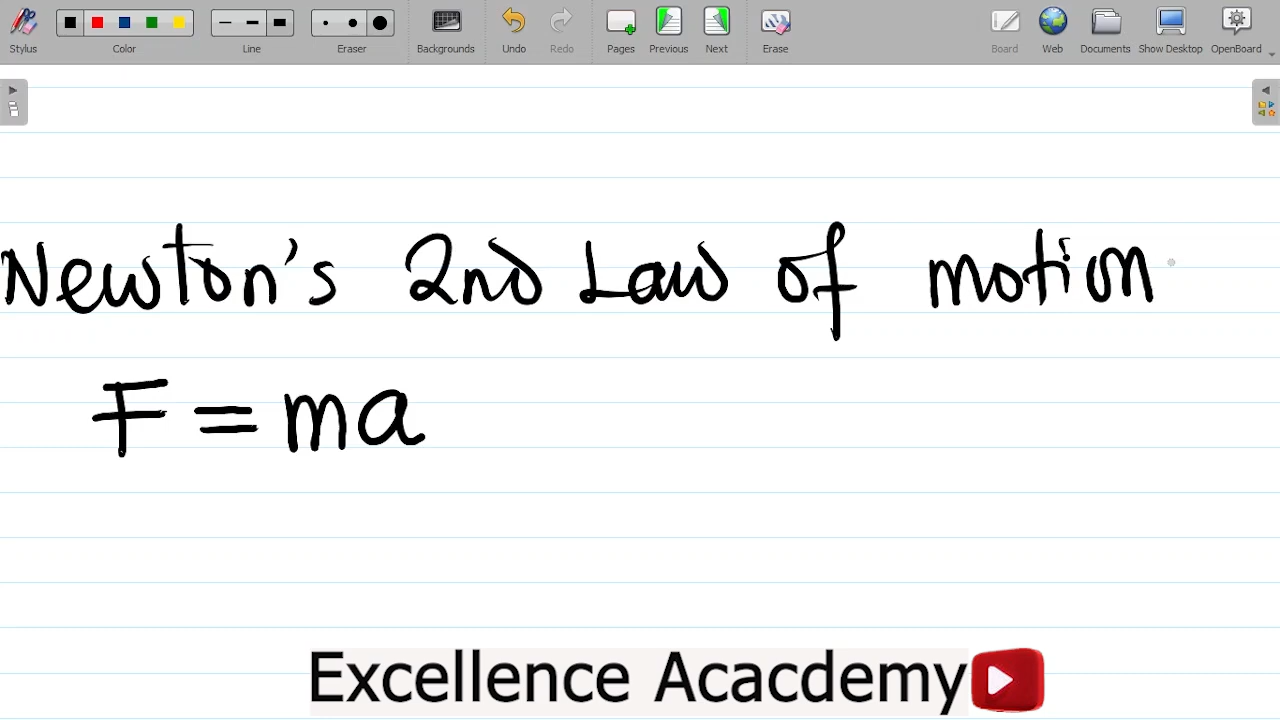 Stylus Color Line Eraser Backgrounds Undo Redo Pages Previous Next Erase Board Web Documents Show Desktop OpenBoard
Newton's 2nd Law of motion
F = ma
Excellence Acacdemy